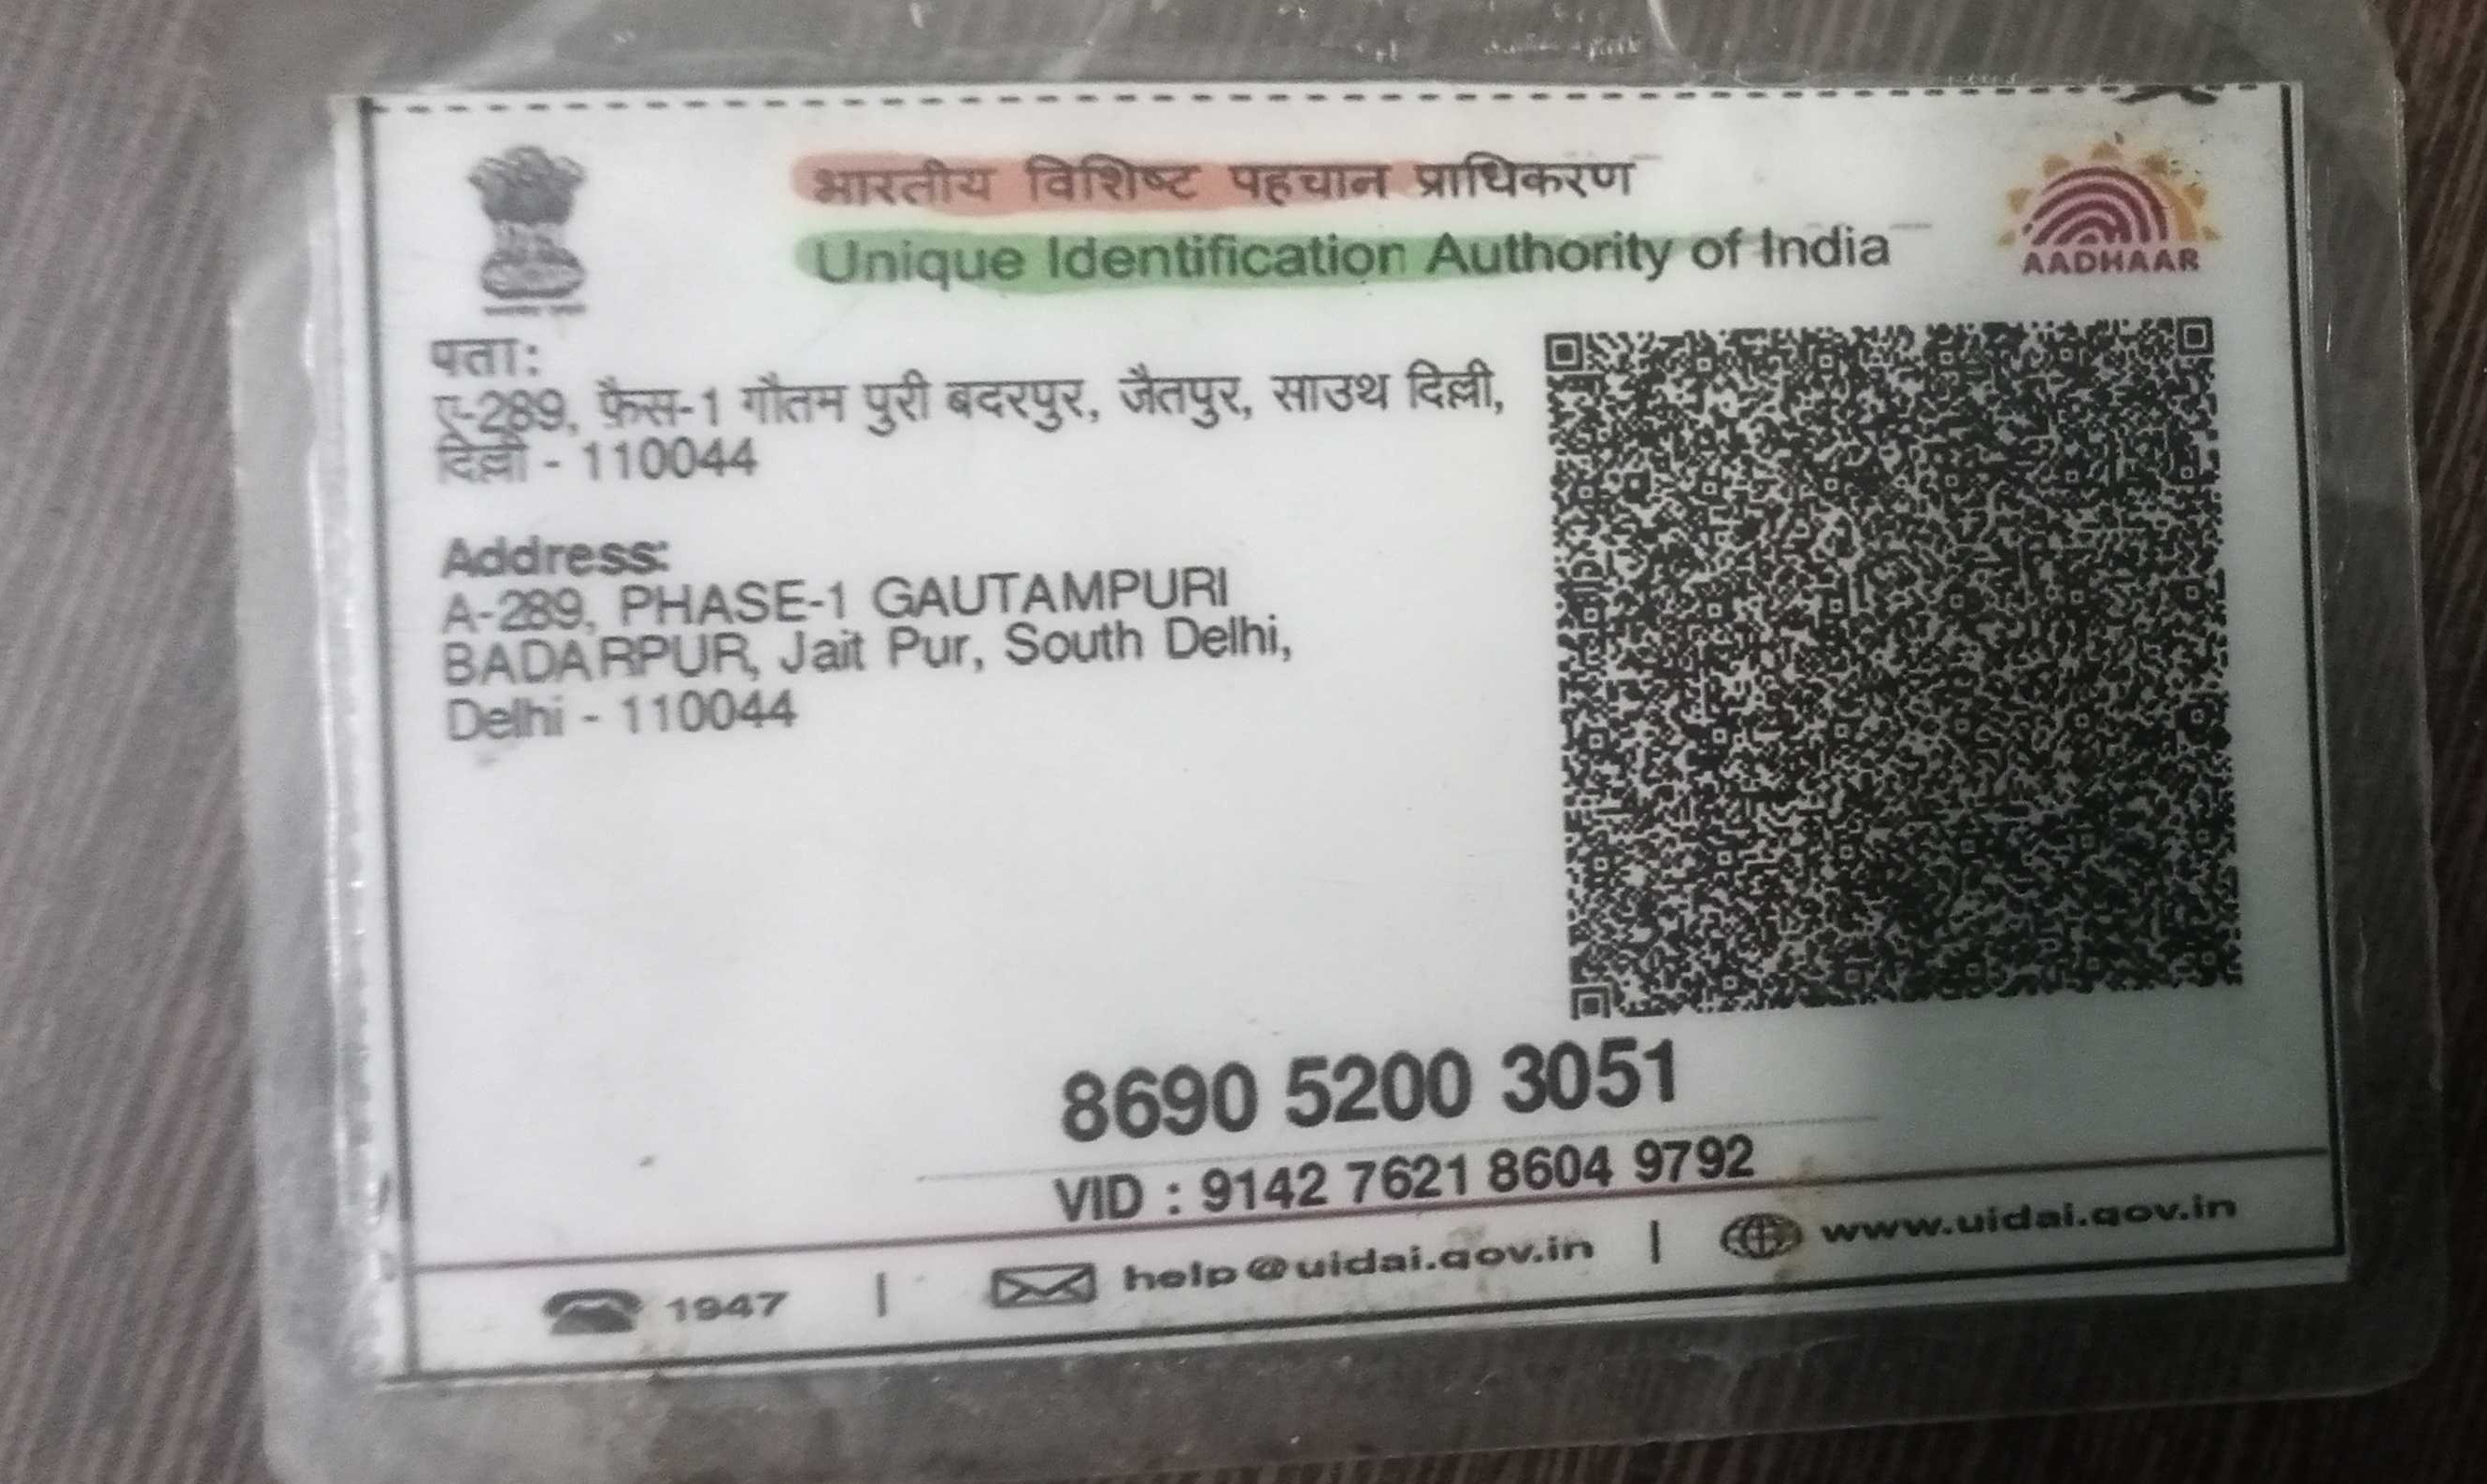 भारतीय विशिष्ट पहचान प्राधिकरण
Unique Identification Authority of India
AADHAAR
पता:
ए-289, फ़ैस-1 गौतम पुरी बदरपुर, जैतपुर, साउथ दिल्ली,
दिल्ली - 110044
Address:
A-289, PHASE-1 GAUTAMPURI
BADARPUR, Jait Pur, South Delhi,
Delhi - 110044
8690 5200 3051
VID : 9142 7621 8604 9792
1947 | help@uidai.gov.in | www.uidai.gov.in